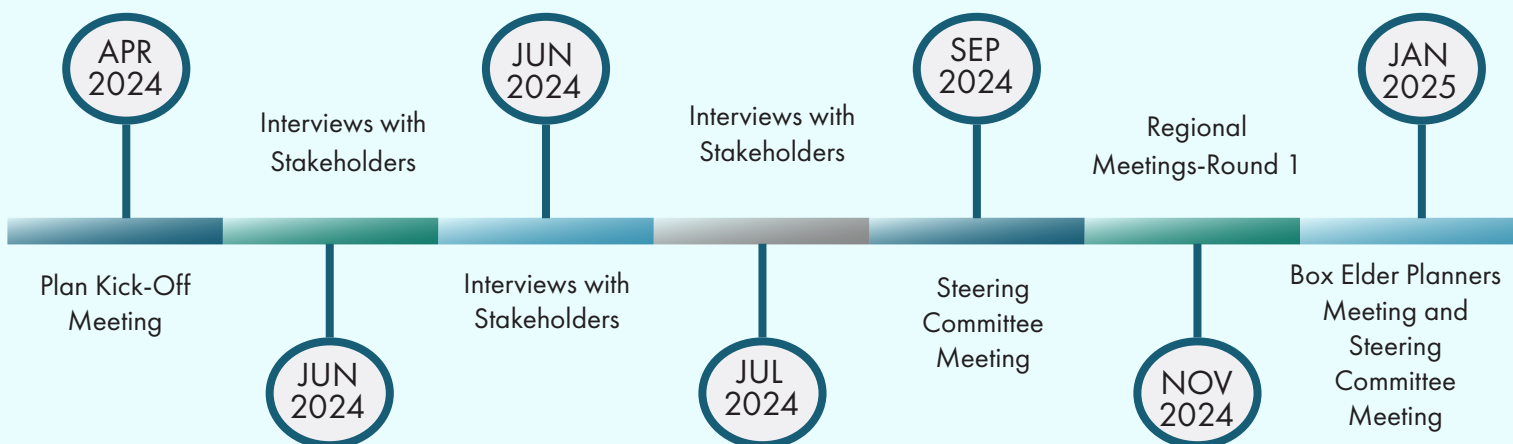 APR
2024
Plan Kick-Off
Meeting
Interviews with
Stakeholders
JUN
2024
JUN
2024
Interviews with
Stakeholders
Interviews with
Stakeholders
JUL
2024
SEP
2024
Steering
Committee
Meeting
Regional
Meetings-Round 1
NOV
2024
JAN
2025
Box Elder Planners
Meeting and
Steering
Committee
Meeting